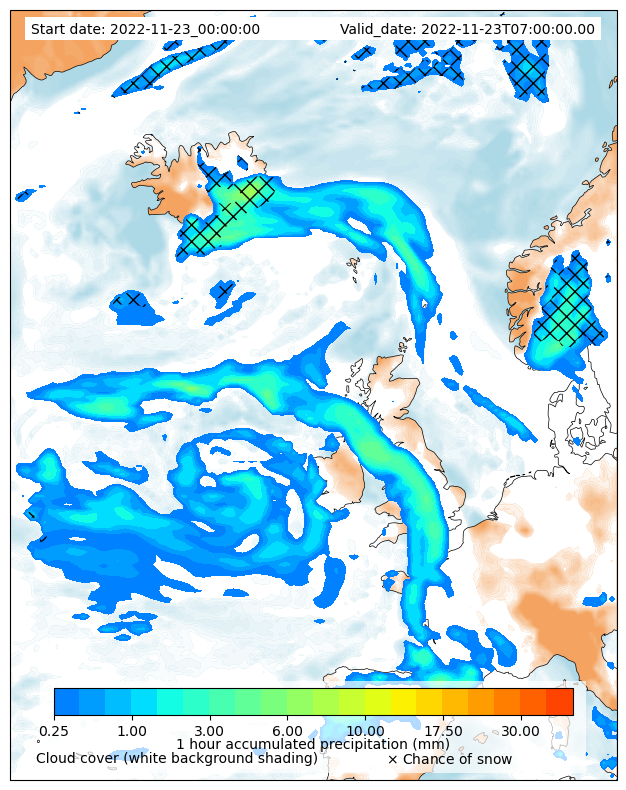 Start date: 2022-11-23_00:00:00 Valid_date: 2022-11-23T07:00:00.00
0.25 1.00 3.00 6.00 10.00 17.50 30.00
1 hour accumulated precipitation (mm)
Cloud cover (white background shading) × Chance of snow